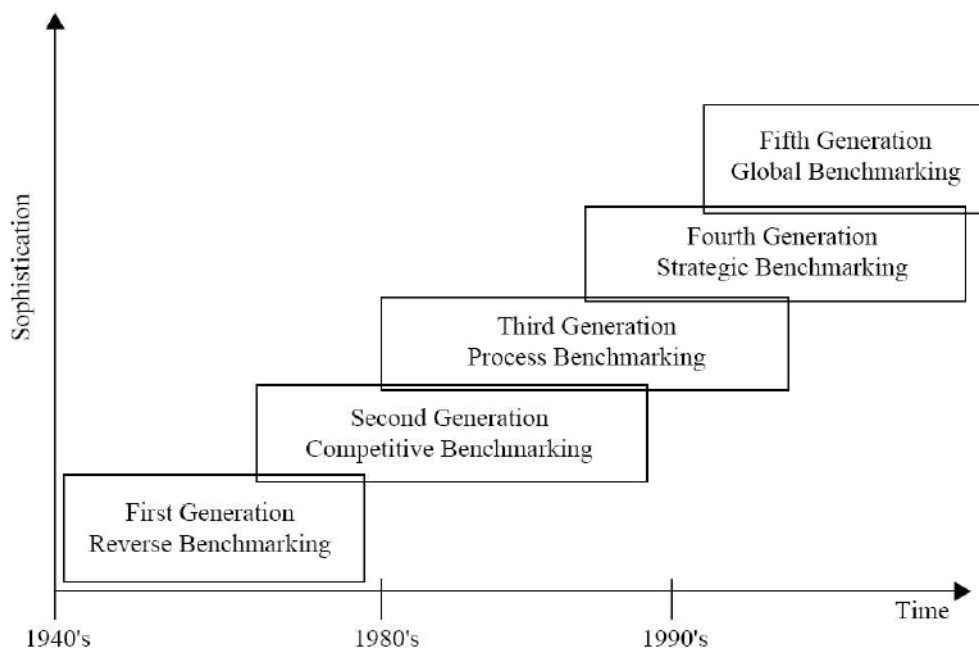 Fifth Generation
Global Benchmarking
Fourth Generation
Strategic Benchmarking
Sophistication
Third Generation
Process Benchmarking
Second Generation
Competitive Benchmarking
First Generation
Reverse Benchmarking
Time
1940's
1980's
1990's